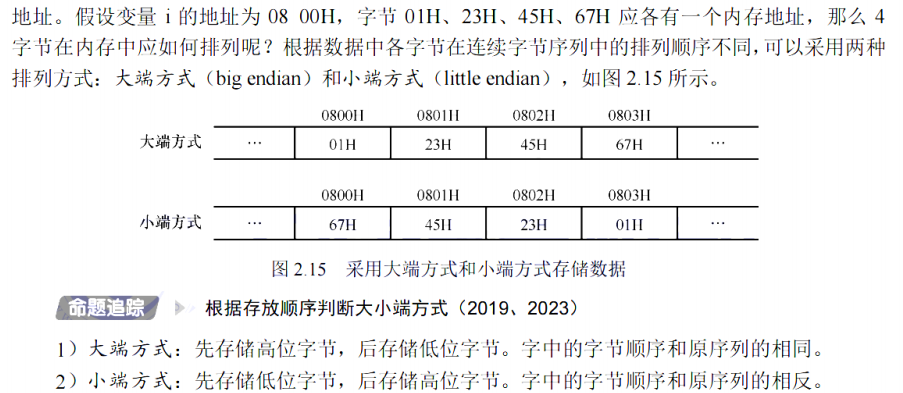 地址。假设变量 i 的地址为 08 00H，字节 01H、23H、45H、67H 应各有一个内存地址，那么 4
字节在内存中应如何排列呢？根据数据中各字节在连续字节序列中的排列顺序不同，可以采用两种
排列方式：大端方式（big endian）和小端方式（little endian），如图 2.15 所示。
0800H 0801H 0802H 0803H
大端方式 … 01H 23H 45H 67H …
0800H 0801H 0802H 0803H
小端方式 … 67H 45H 23H 01H …
图 2.15 采用大端方式和小端方式存储数据
命题追踪 根据存放顺序判断大小端方式（2019、2023）
1）大端方式：先存储高位字节，后存储低位字节。字中的字节顺序和原序列的相同。
2）小端方式：先存储低位字节，后存储高位字节。字中的字节顺序和原序列的相反。